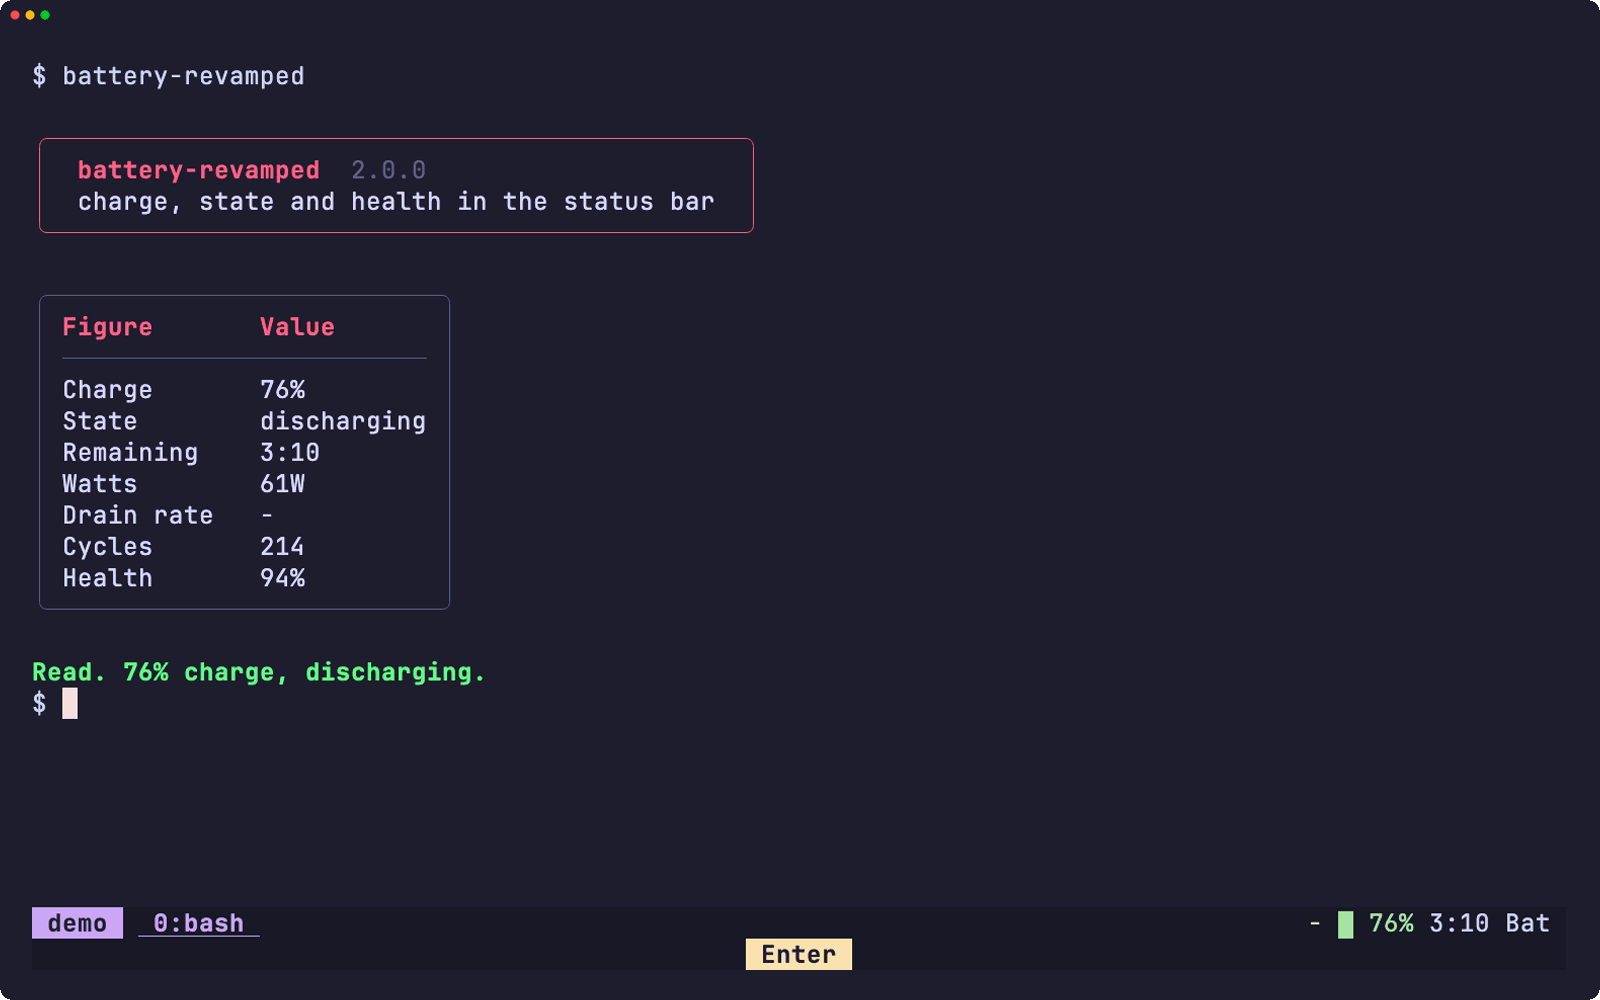 $ battery-revamped
battery-revamped 2.0.0
charge, state and health in the status bar
Figure Value
Charge 76%
State discharging
Remaining 3:10
Watts 61W
Drain rate -
Cycles 214
Health 94%
Read. 76% charge, discharging.
$
demo 0:bash - 76% 3:10 Bat
Enter